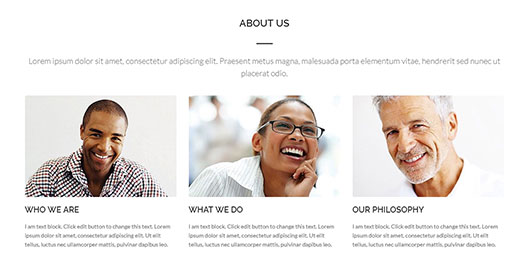 ABOUT US
Lorem ipsum dolor sit amet, consectetur adipiscing elit. Praesent metus magna, malesuada porta elementum vitae, hendrerit sed nunc ut
placerat odio.
WHO WE ARE
I am text block. Click edit button to change this text. Lorem
ipsum dolor sit amet, consectetur adipiscing elit. Ut elit
tellus, luctus nec ullamcorper mattis, pulvinar dapibus leo.
WHAT WE DO
I am text block. Click edit button to change this text. Lorem
ipsum dolor sit amet, consectetur adipiscing elit. Ut elit
tellus, luctus nec ullamcorper mattis, pulvinar dapibus leo.
OUR PHILOSOPHY
I am text block. Click edit button to change this text. Lorem
ipsum dolor sit amet, consectetur adipiscing elit. Ut elit
tellus, luctus nec ullamcorper mattis, pulvinar dapibus leo.